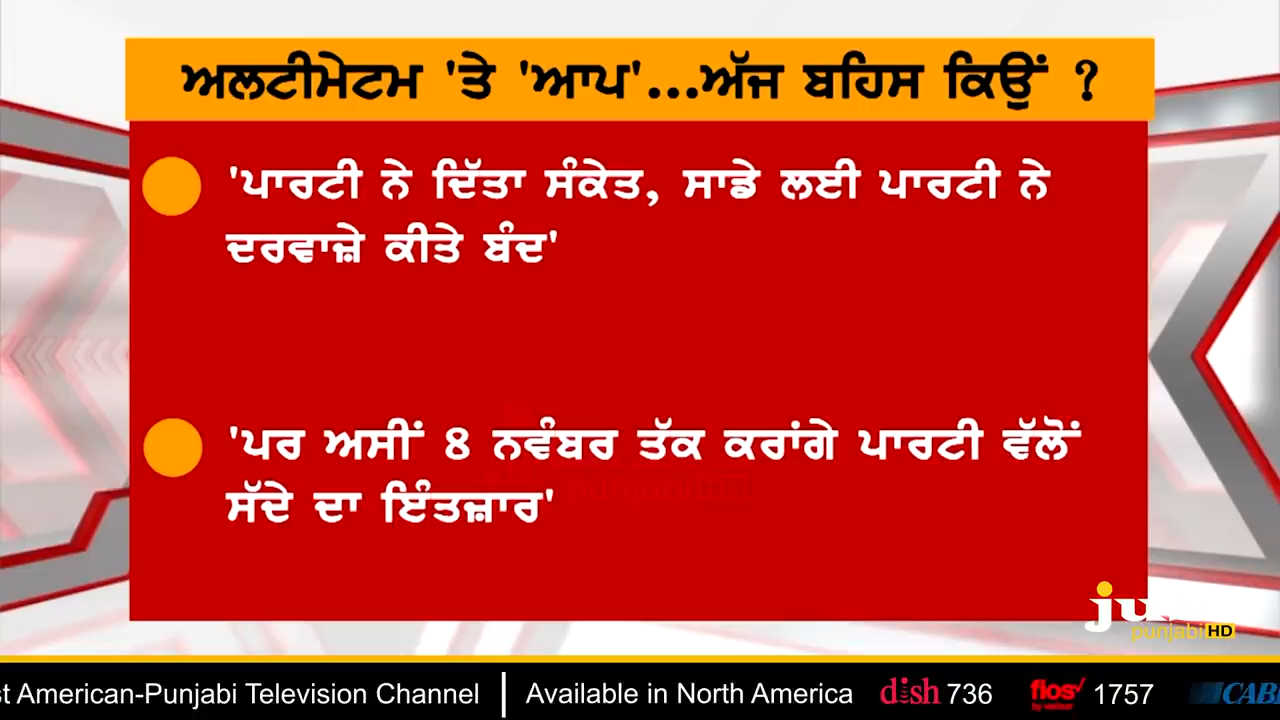 ਅਲਟੀਮੇਟਮ 'ਤੇ 'ਆਪ'...ਅੱਜ ਬਹਿਸ ਕਿਉਂ ?
'ਪਾਰਟੀ ਨੇ ਦਿੱਤਾ ਸੰਕੇਤ, ਸਾਡੇ ਲਈ ਪਾਰਟੀ ਨੇ
ਦਰਵਾਜ਼ੇ ਕੀਤੇ ਬੰਦ'
'ਪਰ ਅਸੀਂ 8 ਨਵੰਬਰ ਤੱਕ ਕਰਾਂਗੇ ਪਾਰਟੀ ਵੱਲੋਂ
ਸੱਦੇ ਦਾ ਇੰਤਜ਼ਾਰ'
punjabi HD
American-Punjabi Television Channel | Available in North America dish 736 fios 1757